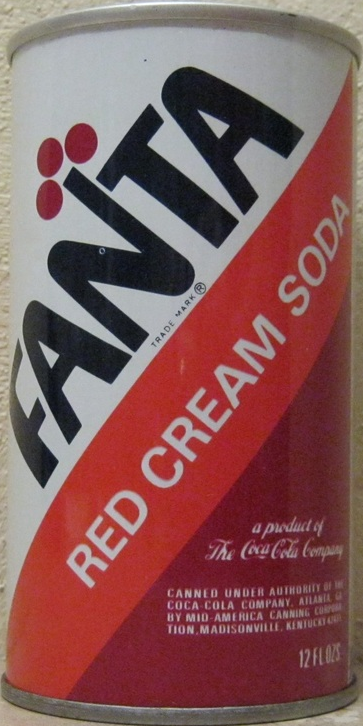 FANTA
TRADE MARK ®
RED CREAM SODA
a product of
The Coca-Cola Company
CANNED UNDER AUTHORITY OF THE
COCA-COLA COMPANY, ATLANTA, GA
BY MID-AMERICA CANNING
TION, MADISONVILLE, KENTUCKY
12 FL OZS.